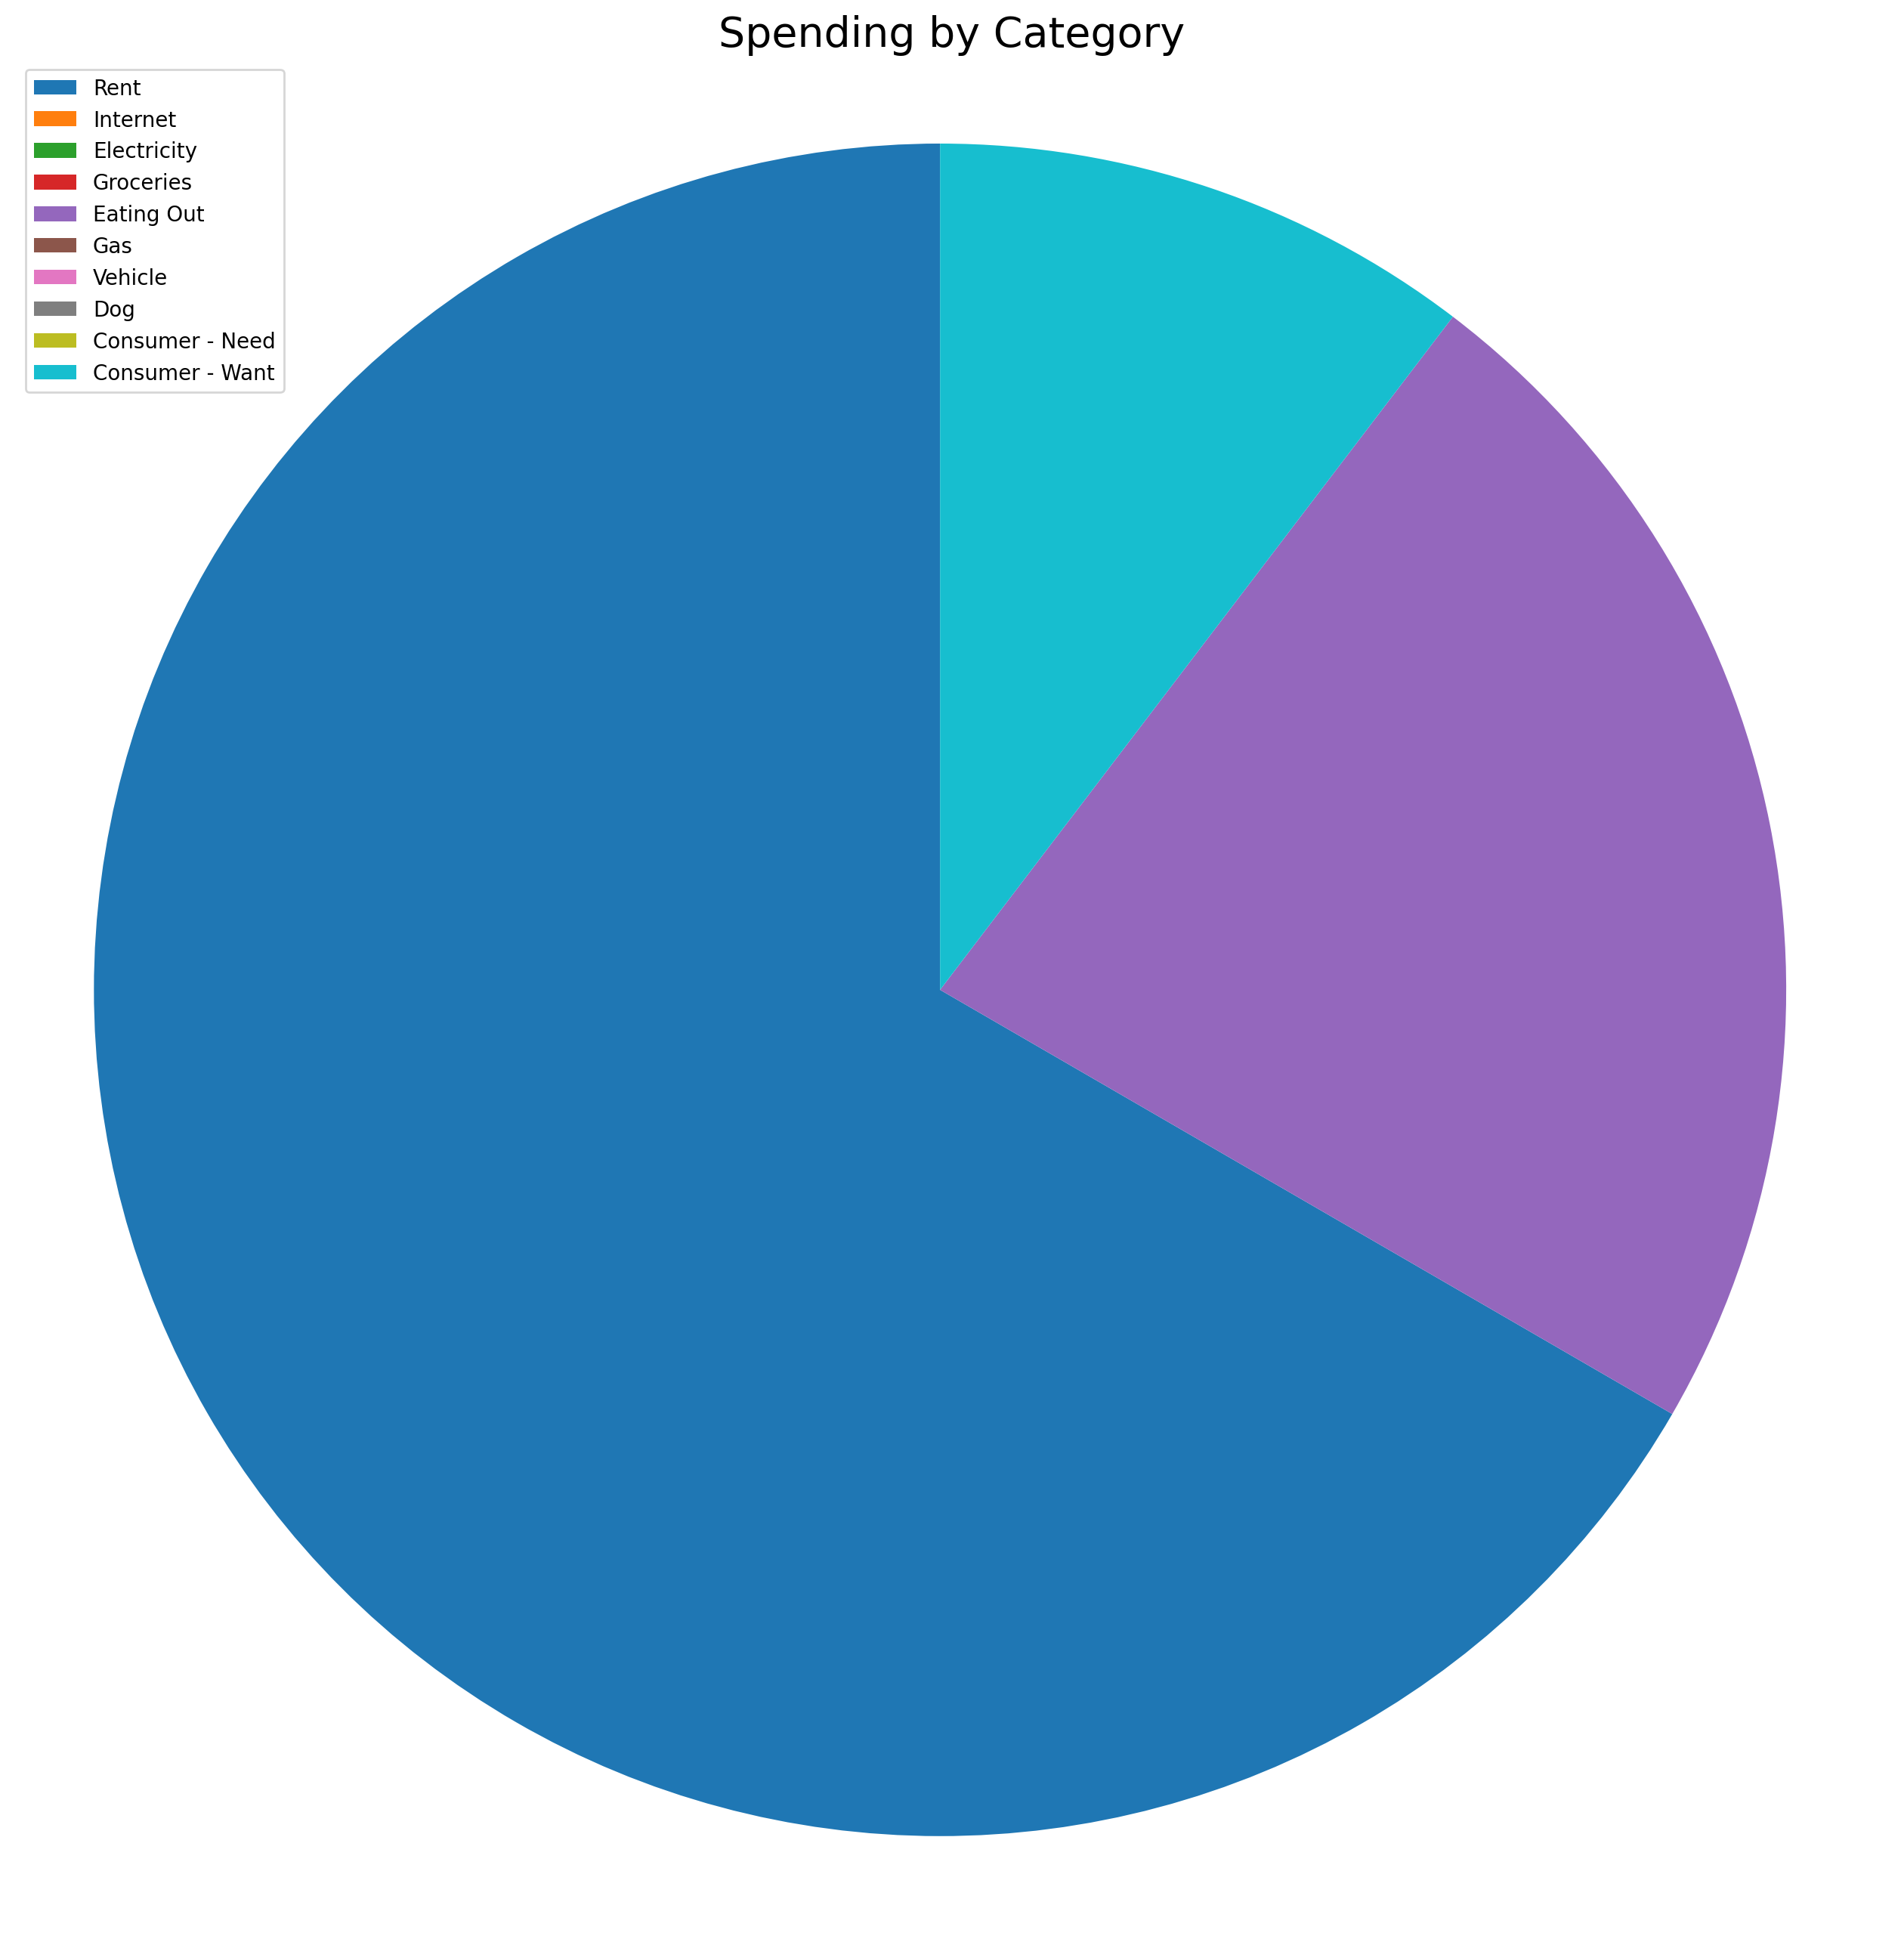 Spending by Category
Rent
Internet
Electricity
Groceries
Eating Out
Gas
Vehicle
Dog
Consumer - Need
Consumer - Want